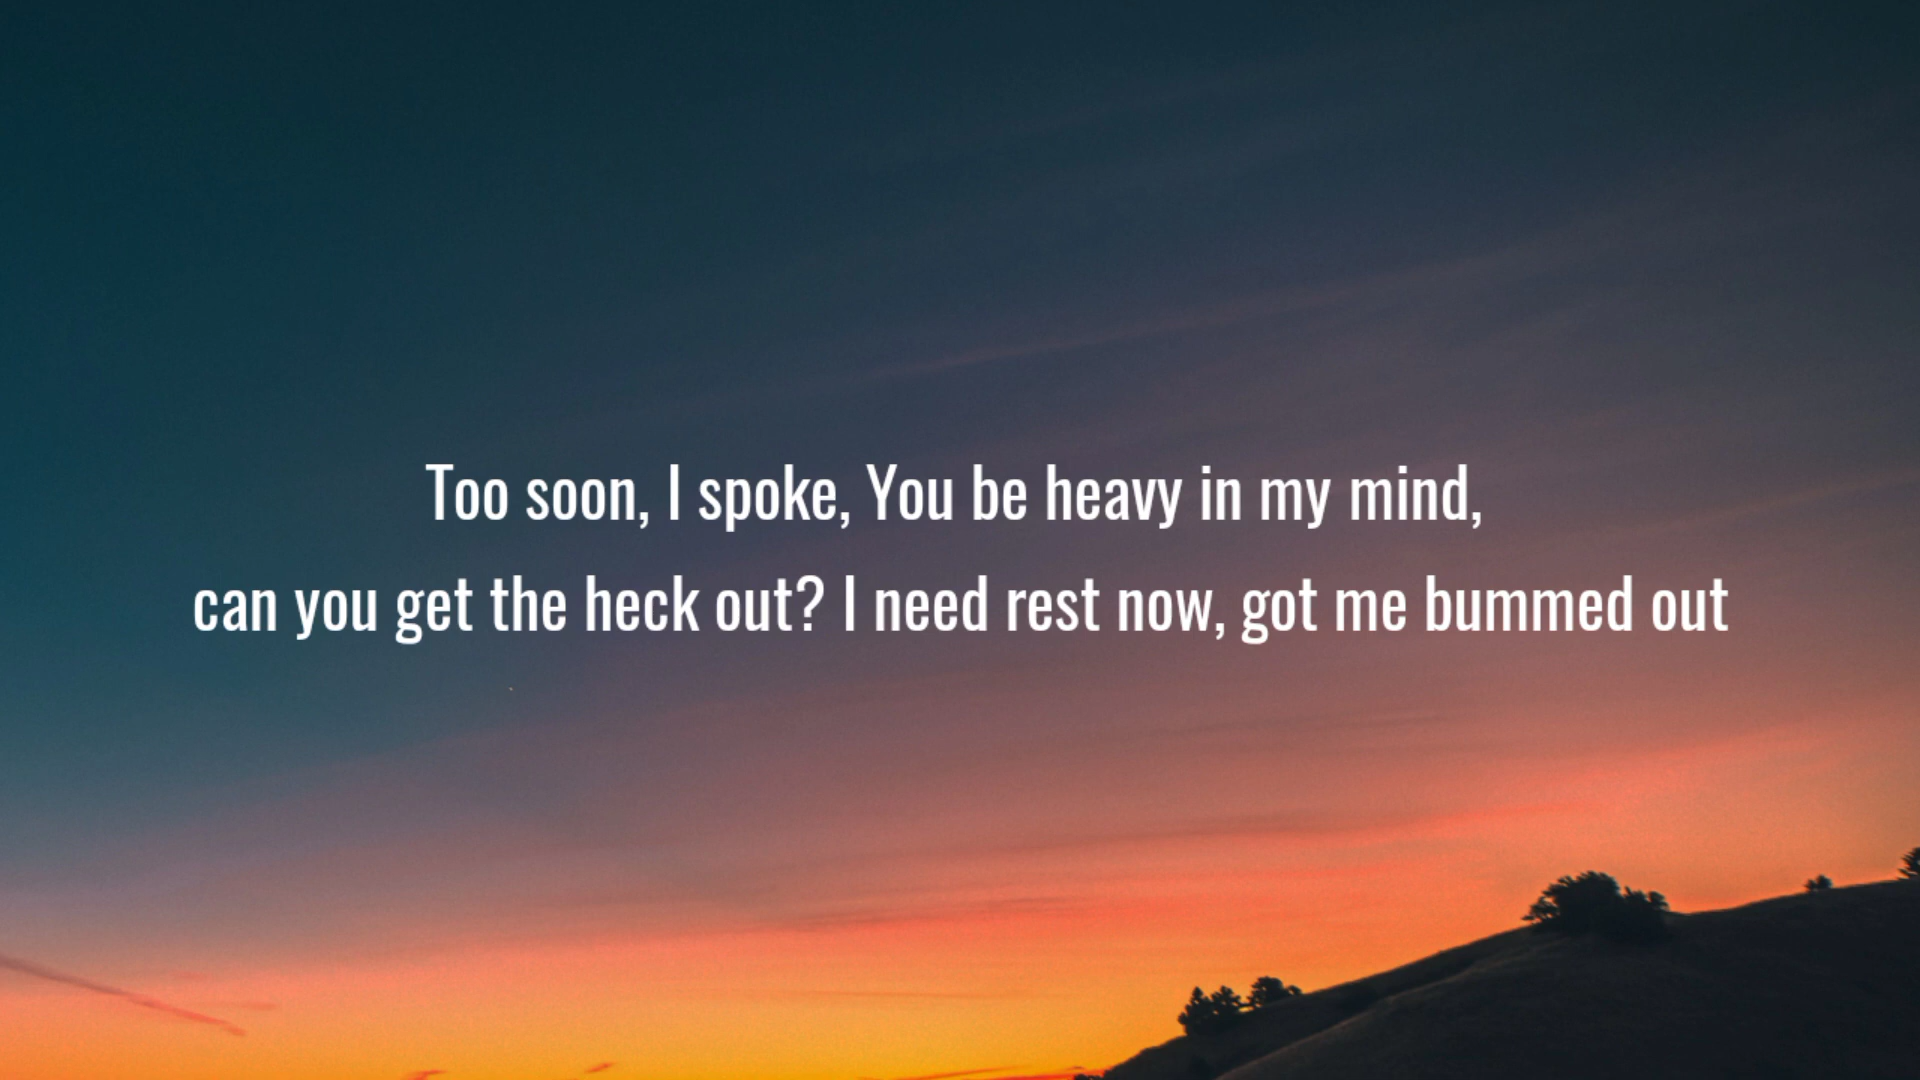 Too soon, I spoke, You be heavy in my mind,
can you get the heck out? I need rest now, got me bummed out